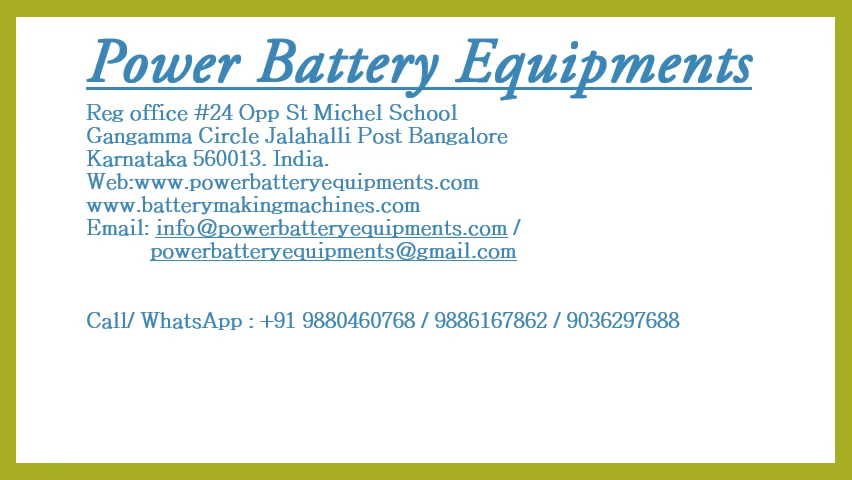 Power Battery Equipments
Reg office #24 Opp St Michel School
Gangamma Circle Jalahalli Post Bangalore
Karnataka 560013. India.
Web:www.powerbatteryequipments.com
www.batterymakingmachines.com
Email: info@powerbatteryequipments.com /
powerbatteryequipments@gmail.com
Call/ WhatsApp : +91 9880460768 / 9886167862 / 9036297688